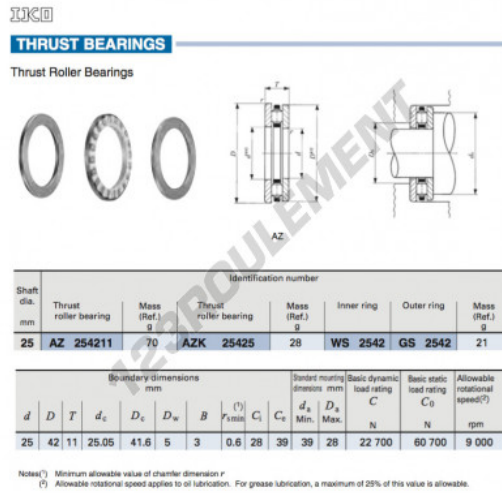 IKO
THRUST BEARINGS
Thrust Roller Bearings
T
r
D
d
AZ
123ROULEMENT
Shaft dia. mm
Identification number
Thrust roller bearing
Mass (Ref.) g
Thrust roller bearing
Mass (Ref.) g
Inner ring
Outer ring
Mass (Ref.) g
25 AZ 254211 70 AZK 25425 28 WS 2542 GS 2542 21
Boundary dimensions mm
Standard mounting dimensions mm
Basic dynamic load rating C N
Basic static load rating C0 N
Allowable rotational speed(2) rpm
d D T dc Dc Dw B rs min(1) Ci Ce da Min. Da Max.
25 42 11 25.05 41.6 5 3 0.6 28 39 39 28 22 700 60 700 9 000
Notes(1) Minimum allowable value of chamfer dimension r
(2) Allowable rotational speed applies to oil lubrication. For grease lubrication, a maximum of 25% of this value is allowable.